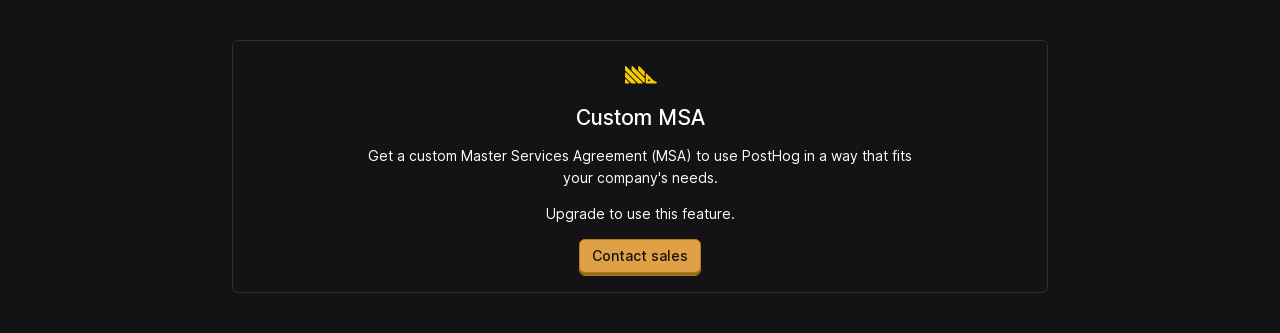 Custom MSA
Get a custom Master Services Agreement (MSA) to use PostHog in a way that fits
your company's needs.
Upgrade to use this feature.
Contact sales